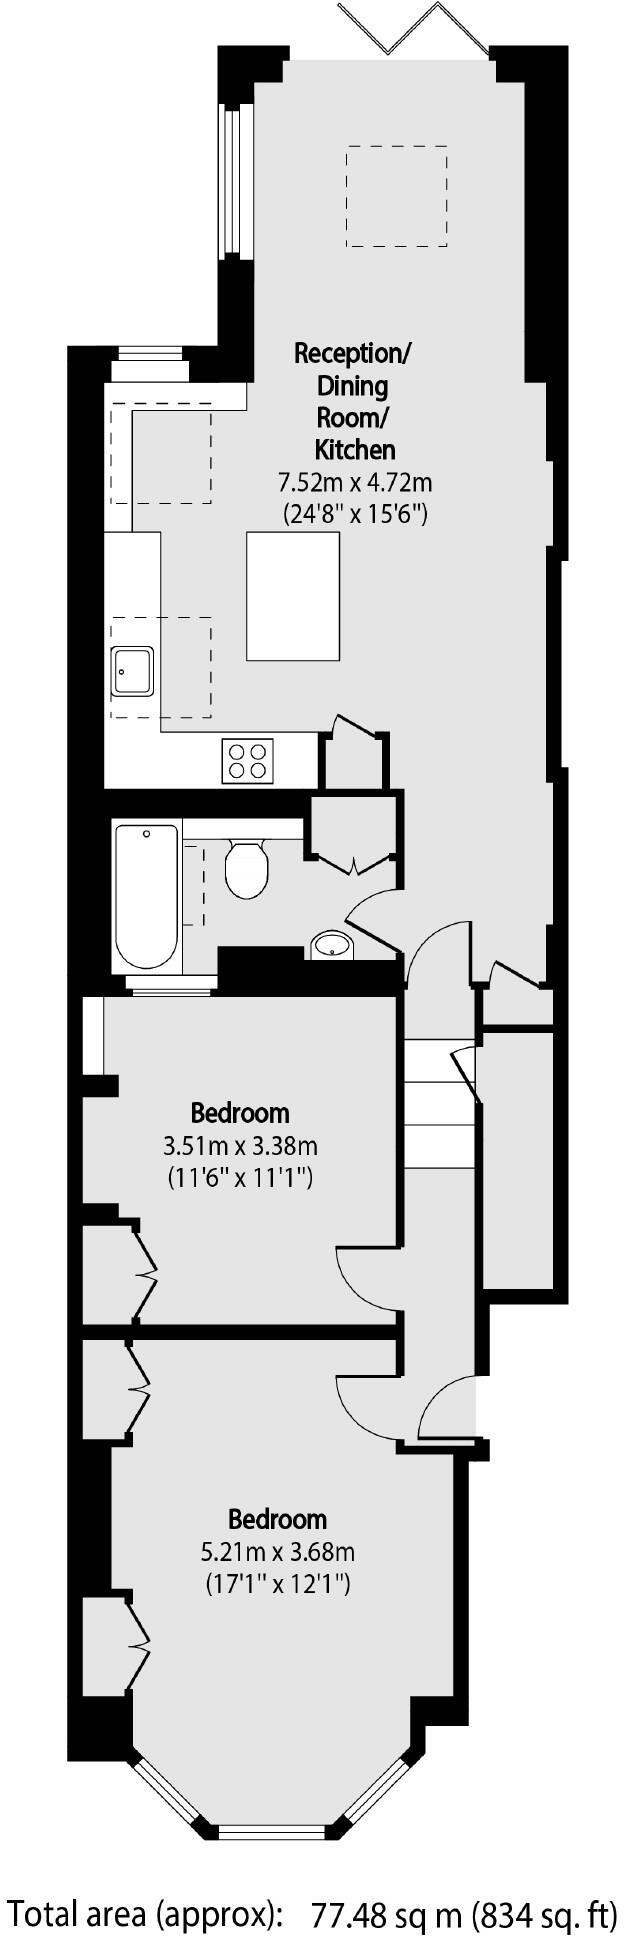 Reception/
Dining
Room/
Kitchen
7.52m x 4.72m
(24'8" x 15'6")
Bedroom
3.51m x 3.38m
(11'6" x 11'1")
Bedroom
5.21m x 3.68m
(17'1" x 12'1")
Total area (approx): 77.48 sq m (834 sq. ft)